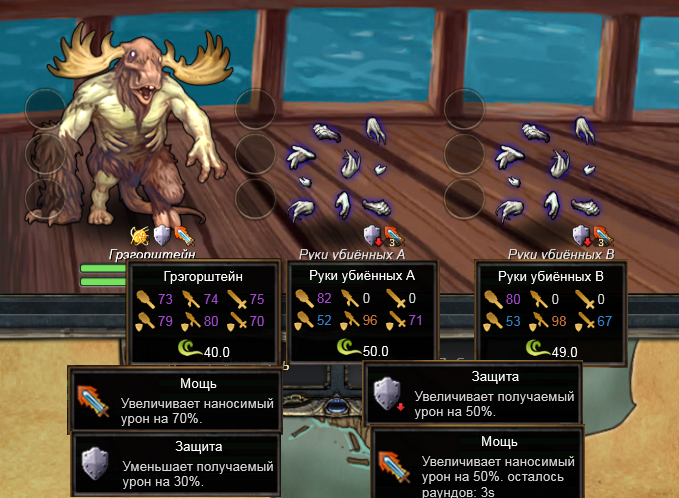 3
3
Грэгорштейн
Руки убиённых А
Руки убиённых В
Грэгорштейн
73 74 75
79 80 70
40.0
Руки убиённых А
82 0 0
52 96 71
50.0
Руки убиённых В
80 0 0
53 98 67
49.0
Мощь
Увеличивает наносимый
урон на 70%.
Защита
Уменьшает получаемый
урон на 30%.
Защита
Увеличивает получаемый
урон на 50%.
Мощь
Увеличивает наносимый
урон на 50%. осталось
раундов: 3s